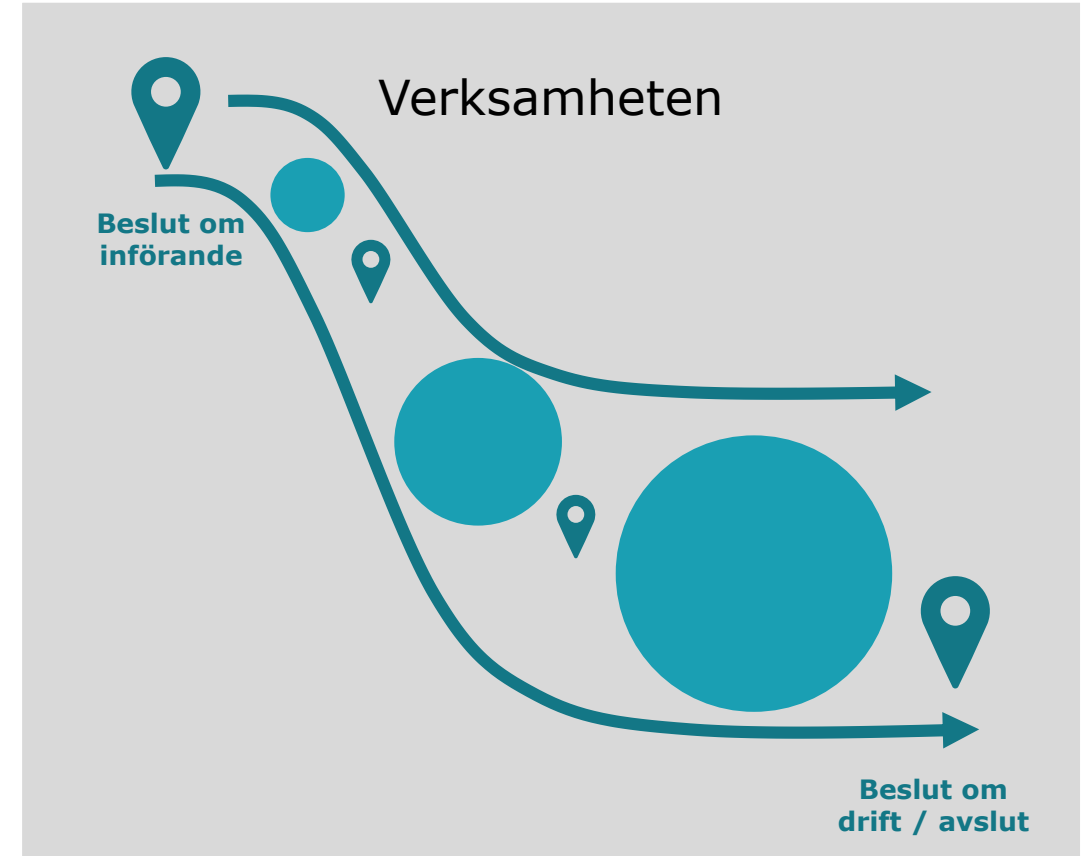 Verksamheten
Beslut om
införande
Beslut om
drift / avslut